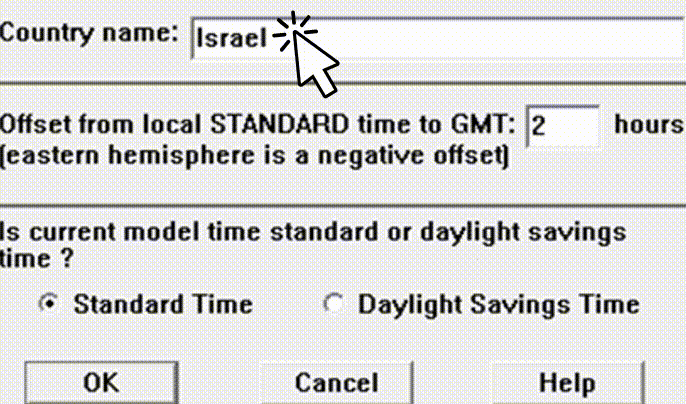 Country name: Israel
Offset from local STANDARD time to GMT: 2 hours
(eastern hemisphere is a negative offset)
Is current model time standard or daylight savings
time ?
Standard Time Daylight Savings Time
OK Cancel Help